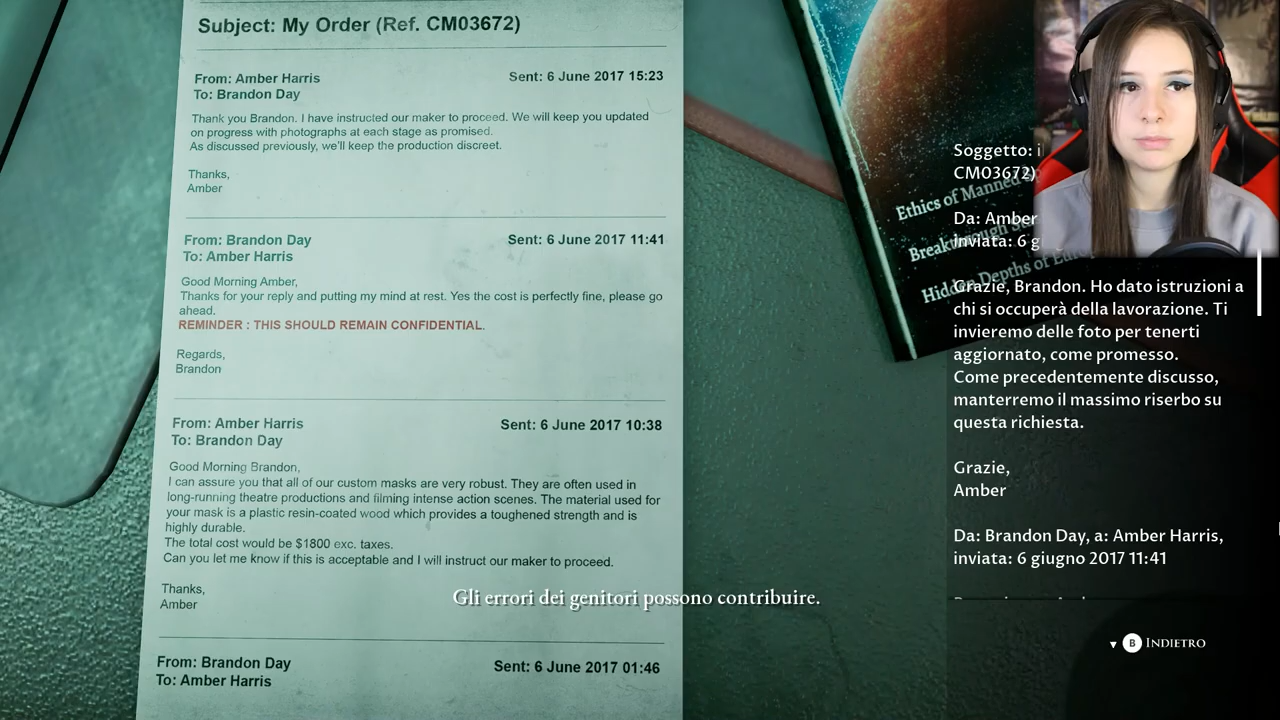 Subject: My Order (Ref. CM03672)
From: Amber Harris
Sent: 6 June 2017 15:23
To: Brandon Day
Thank you Brandon. I have instructed our maker to proceed. We will keep you updated
on progress with photographs at each stage as promised.
As discussed previously, we'll keep the production discreet.
Thanks,
Amber
From: Brandon Day
Sent: 6 June 2017 11:41
To: Amber Harris
Good Morning Amber,
Thanks for your reply and putting my mind at rest. Yes the cost is perfectly fine, please go
ahead.
REMINDER : THIS SHOULD REMAIN CONFIDENTIAL.
Regards,
Brandon
From: Amber Harris
Sent: 6 June 2017 10:38
To: Brandon Day
Good Morning Brandon,
I can assure you that all of our custom masks are very robust. They are often used in
long-running theatre productions and filming intense action scenes. The material used for
your mask is a plastic resin-coated wood which provides a toughened strength and is
highly durable.
The total cost would be $1800 exc. taxes.
Can you let me know if this is acceptable and I will instruct our maker to proceed.
Thanks,
Amber
From: Brandon Day
Sent: 6 June 2017 01:46
To: Amber Harris
Gli errori dei genitori possono contribuire.
Ethics of Manned
Breakthrough
Hidden Depths of
Soggetto: i
CM03672)
Da: Amber
inviata: 6 g
Grazie, Brandon. Ho dato istruzioni a
chi si occuperà della lavorazione. Ti
invieremo delle foto per tenerti
aggiornato, come promesso.
Come precedentemente discusso,
manterremo il massimo riserbo su
questa richiesta.
Grazie,
Amber
Da: Brandon Day, a: Amber Harris,
inviata: 6 giugno 2017 11:41
B INDIETRO